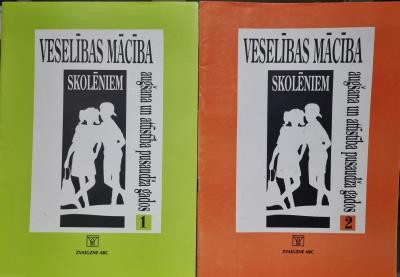 VESELĪBAS MĀCĪBA
SKOLĒNIEM
augšana un attīstība pusaudža gados
1
ZVAIGZNE ABC
VESELĪBAS MĀCĪBA
SKOLĒNIEM
augšana un attīstība pusaudža gados
2
ZVAIGZNE ABC